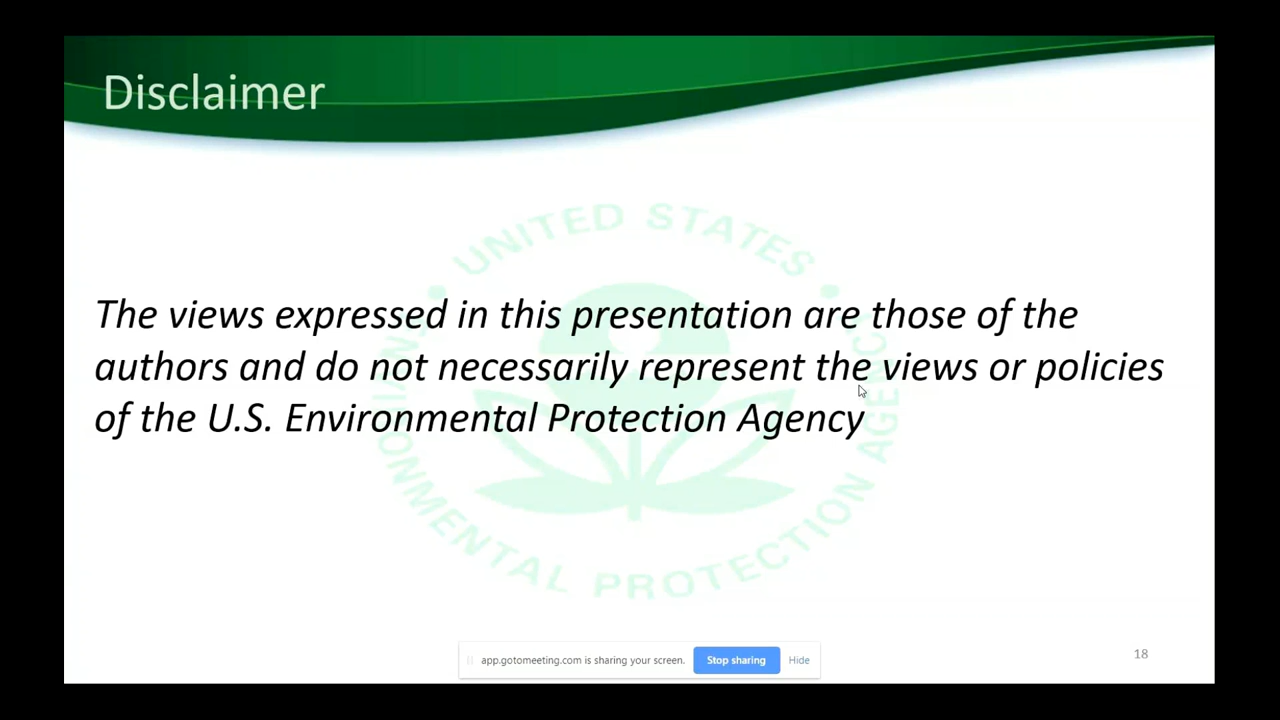 Disclaimer
UNITED STATES
ENVIRONMENTAL PROTECTION AGENCY
The views expressed in this presentation are those of the
authors and do not necessarily represent the views or policies
of the U.S. Environmental Protection Agency
app.gotomeeting.com is sharing your screen. Stop sharing Hide
18